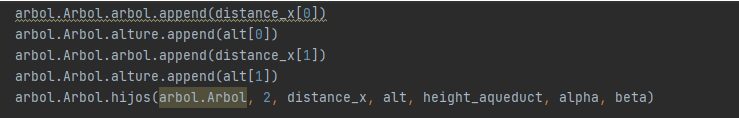 arbol.Arbol.arbol.append(distance_x[0])
arbol.Arbol.alture.append(alt[0])
arbol.Arbol.arbol.append(distance_x[1])
arbol.Arbol.alture.append(alt[1])
arbol.Arbol.hijos(arbol.Arbol, 2, distance_x, alt, height_aqueduct, alpha, beta)